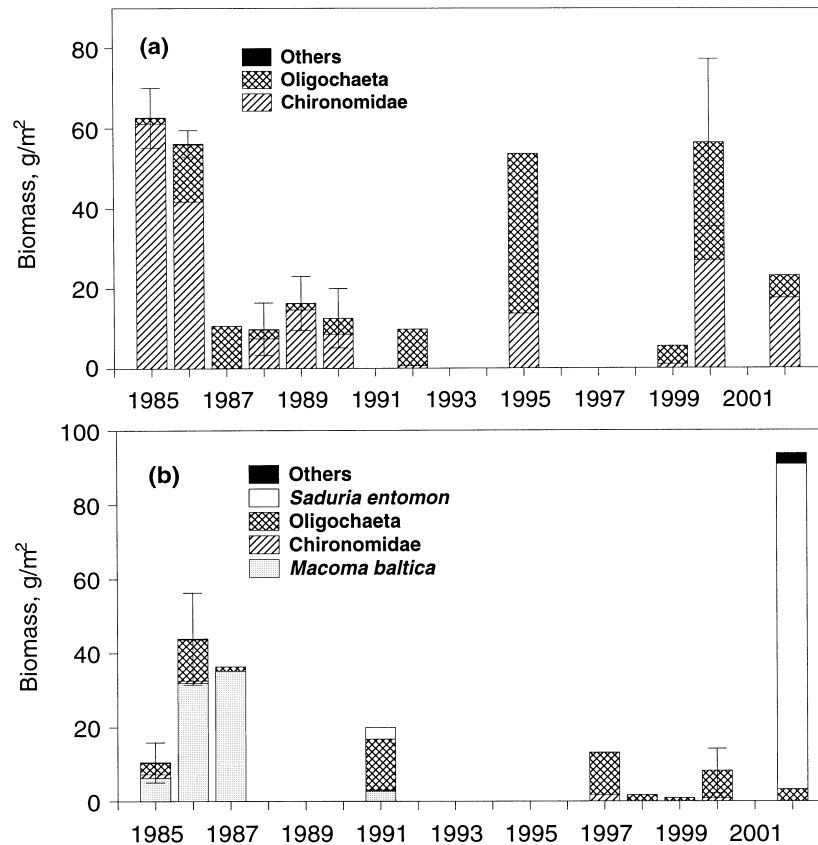 (a)
Others
Oligochaeta
Chironomidae
Biomass, g/m²
80
60
40
20
0
1985 1987 1989 1991 1993 1995 1997 1999 2001
(b)
Others
Saduria entomon
Oligochaeta
Chironomidae
Macoma baltica
Biomass, g/m²
100
80
60
40
20
0
1985 1987 1989 1991 1993 1995 1997 1999 2001